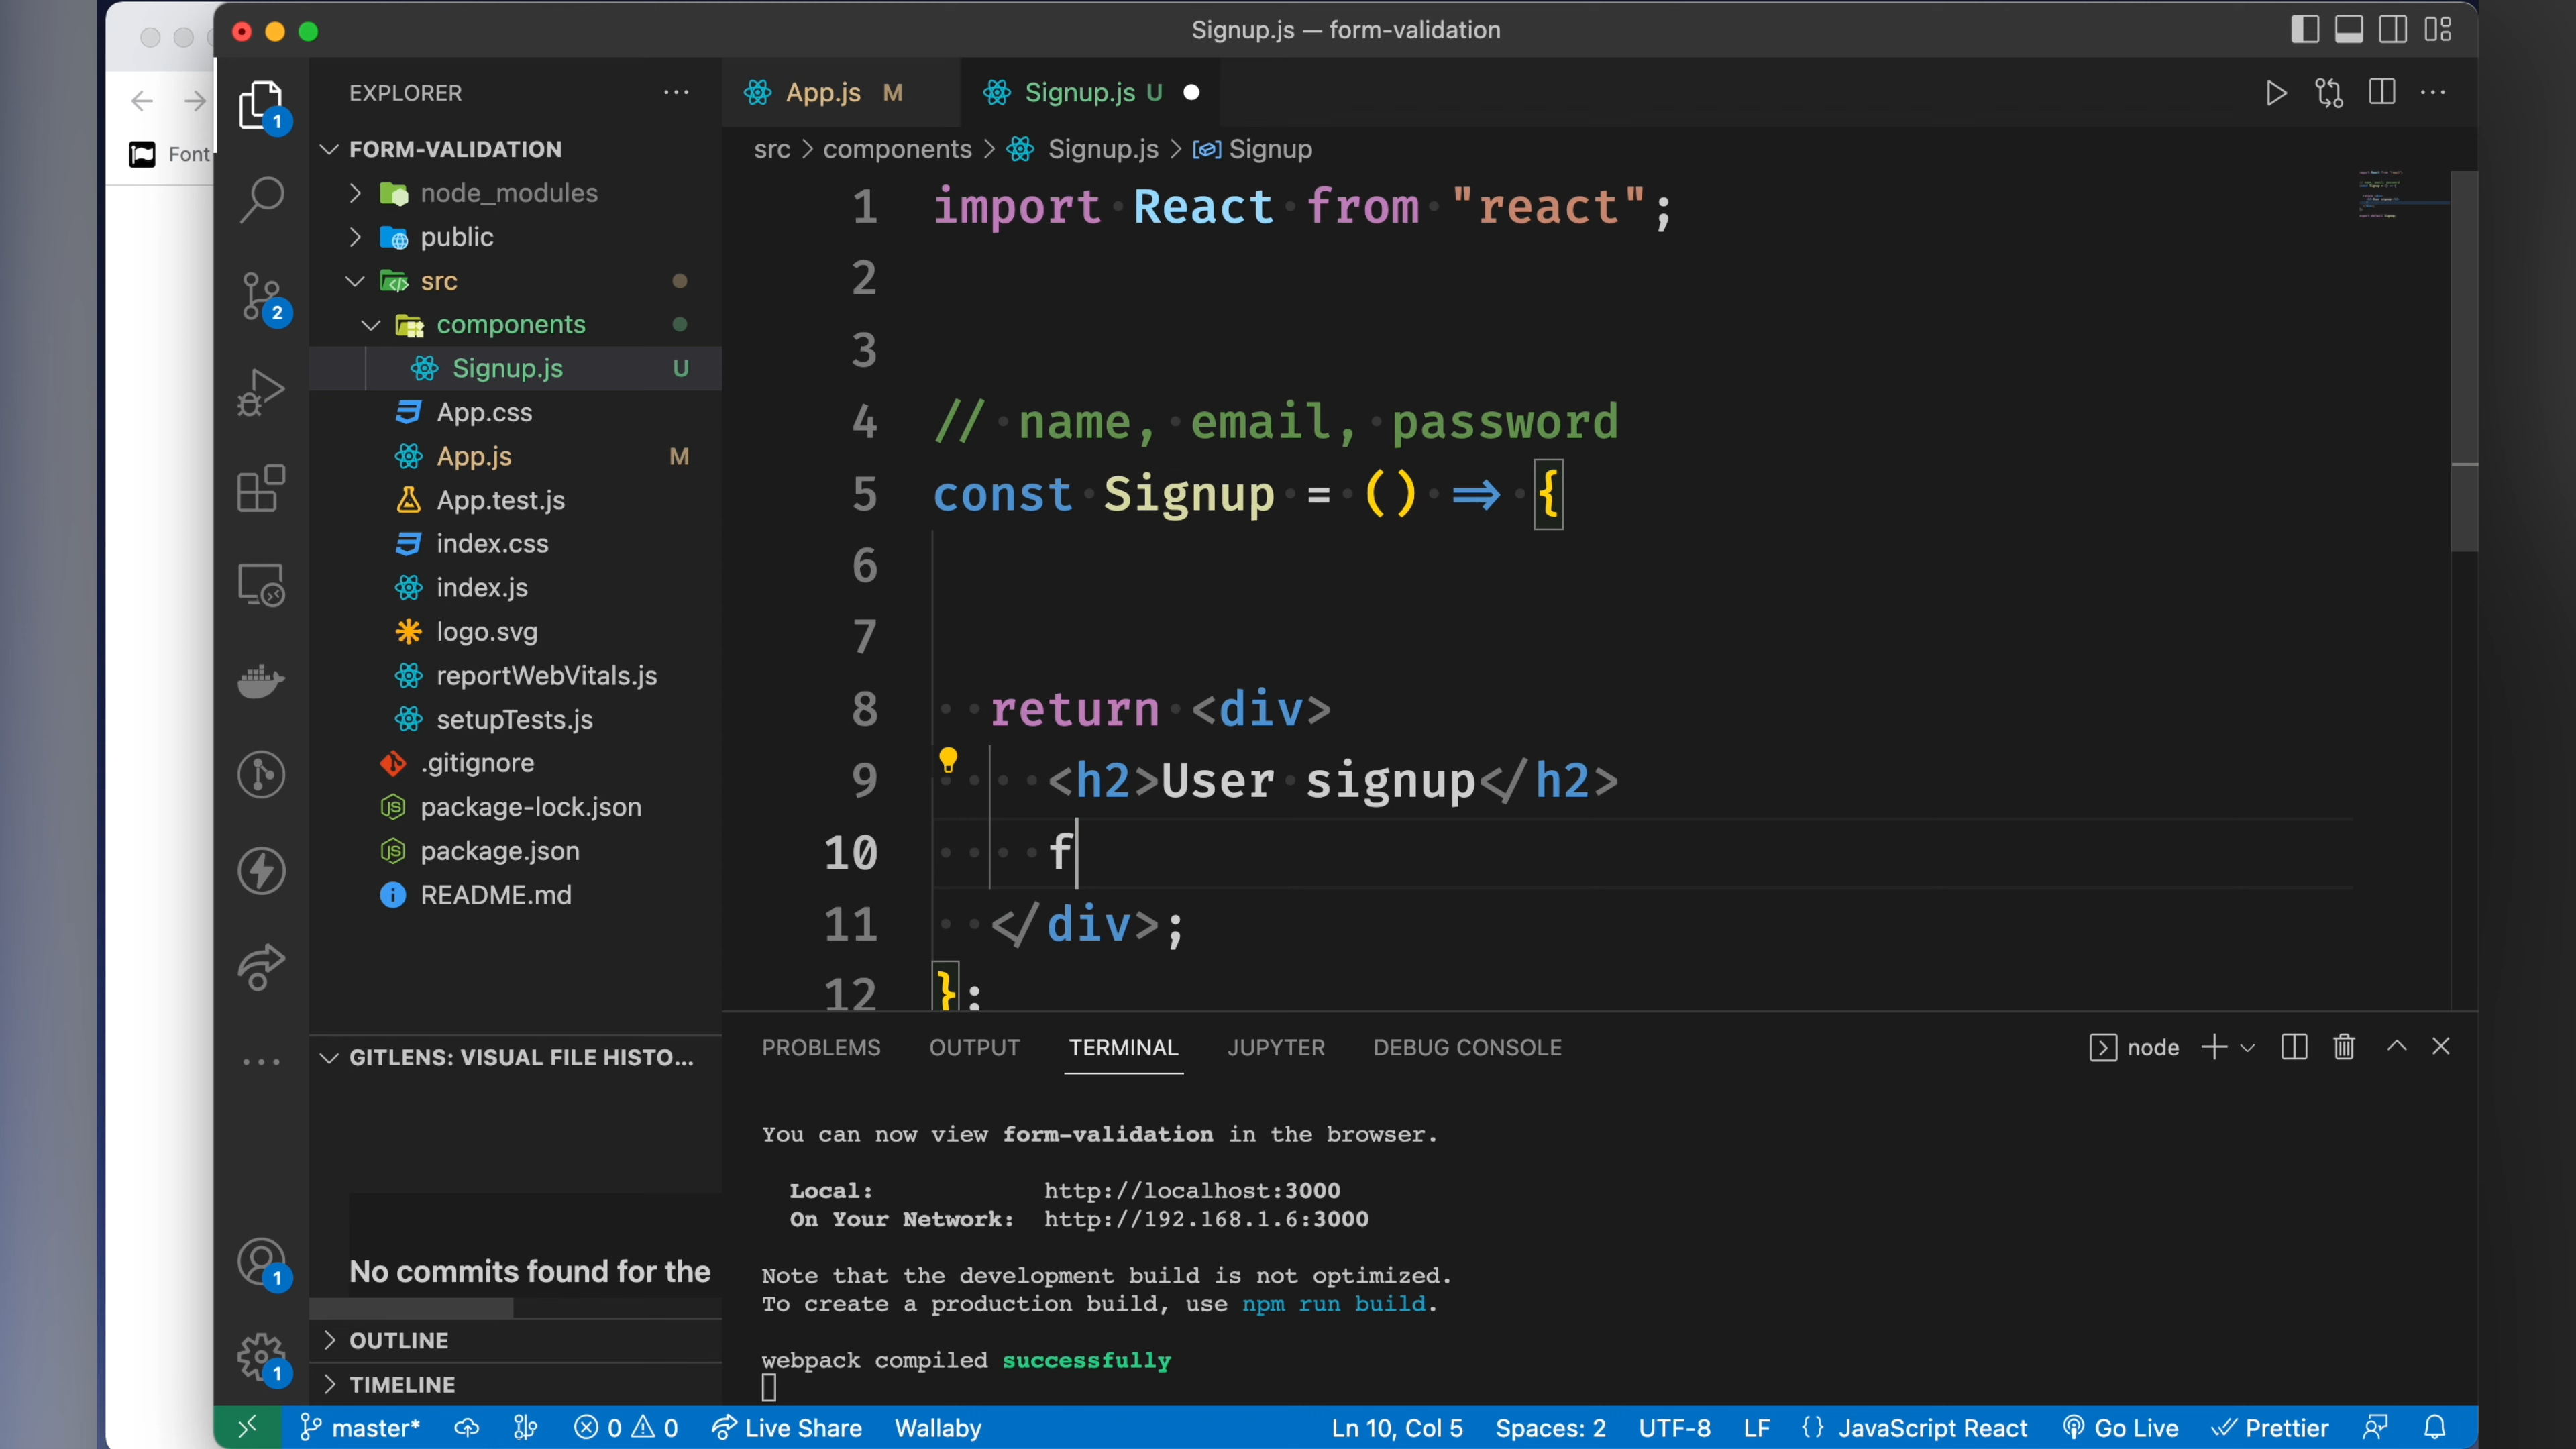 Signup.js — form-validation
Font
EXPLORER
FORM-VALIDATION
node_modules
public
src
components
Signup.js U
App.css
App.js M
App.test.js
index.css
index.js
logo.svg
reportWebVitals.js
setupTests.js
.gitignore
package-lock.json
package.json
README.md
GITLENS: VISUAL FILE HISTO...
No commits found for the
OUTLINE
TIMELINE
1
2
1
1
App.js M
Signup.js U
src > components > Signup.js > Signup
1 import React from "react";
2
3
4 // name, email, password
5 const Signup = () => {
6
7
8 return <div>
9 <h2>User signup</h2>
10 f
11 </div>;
12 };
PROBLEMS OUTPUT TERMINAL JUPYTER DEBUG CONSOLE
node
You can now view form-validation in the browser.
Local: http://localhost:3000
On Your Network: http://192.168.1.6:3000
Note that the development build is not optimized.
To create a production build, use npm run build.
webpack compiled successfully
master* 0 0 Live Share Wallaby Ln 10, Col 5 Spaces: 2 UTF-8 LF {} JavaScript React Go Live Prettier